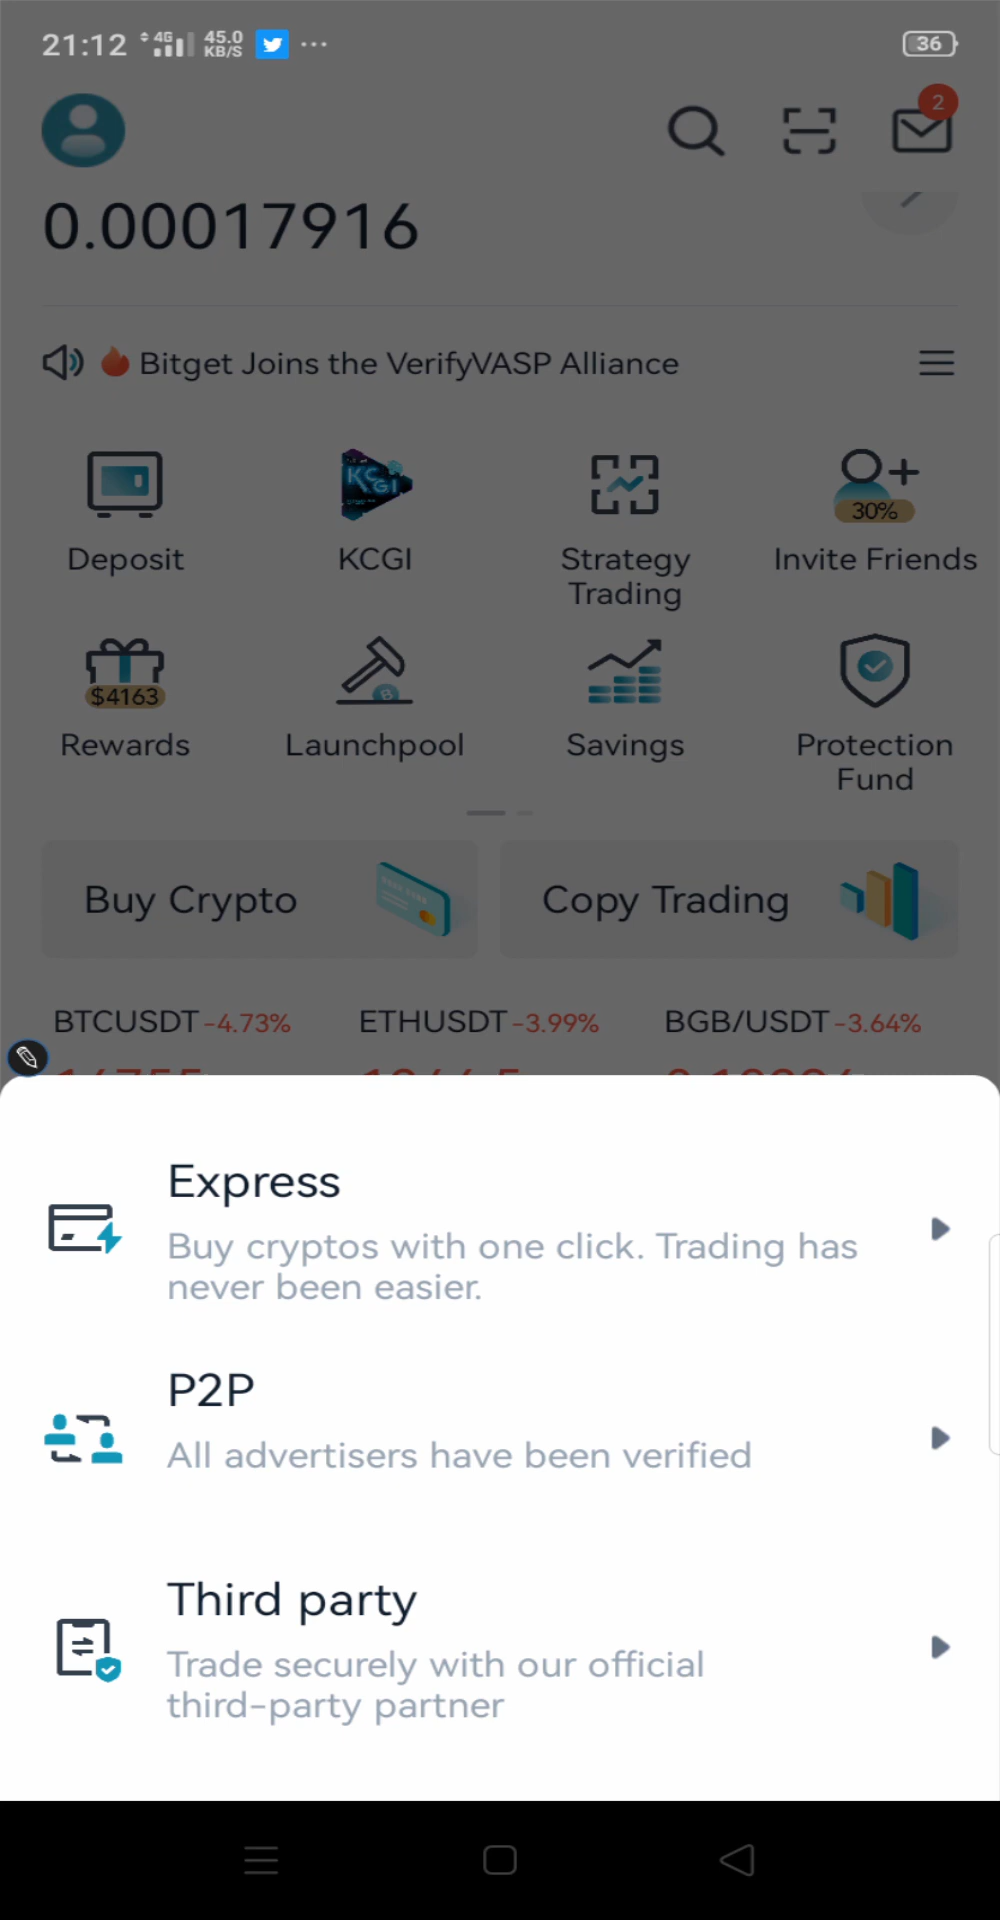 21:12 4G 45.0 KB/S ... 36
2
0.00017916
Bitget Joins the VerifyVASP Alliance
KCGI
30%
Deposit KCGI Strategy Trading Invite Friends
$4163
B
Rewards Launchpool Savings Protection Fund
Buy Crypto Copy Trading
BTCUSDT -4.73% ETHUSDT -3.99% BGB/USDT -3.64%
Express
Buy cryptos with one click. Trading has
never been easier.
P2P
All advertisers have been verified
Third party
Trade securely with our official
third-party partner